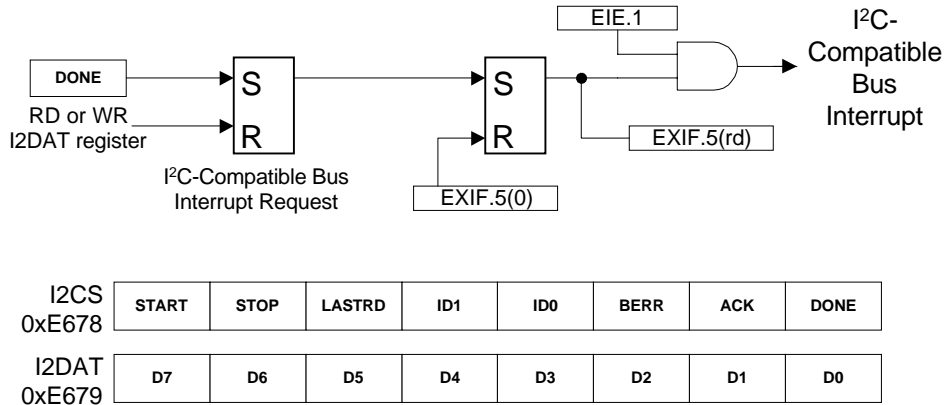 EIE.1
I²C-
Compatible
Bus
Interrupt
DONE
S
S
RD or WR
I2DAT register
R
R
EXIF.5(rd)
I²C-Compatible Bus
Interrupt Request
EXIF.5(0)
I2CS
0xE678
START STOP LASTRD ID1 ID0 BERR ACK DONE
I2DAT
0xE679
D7 D6 D5 D4 D3 D2 D1 D0